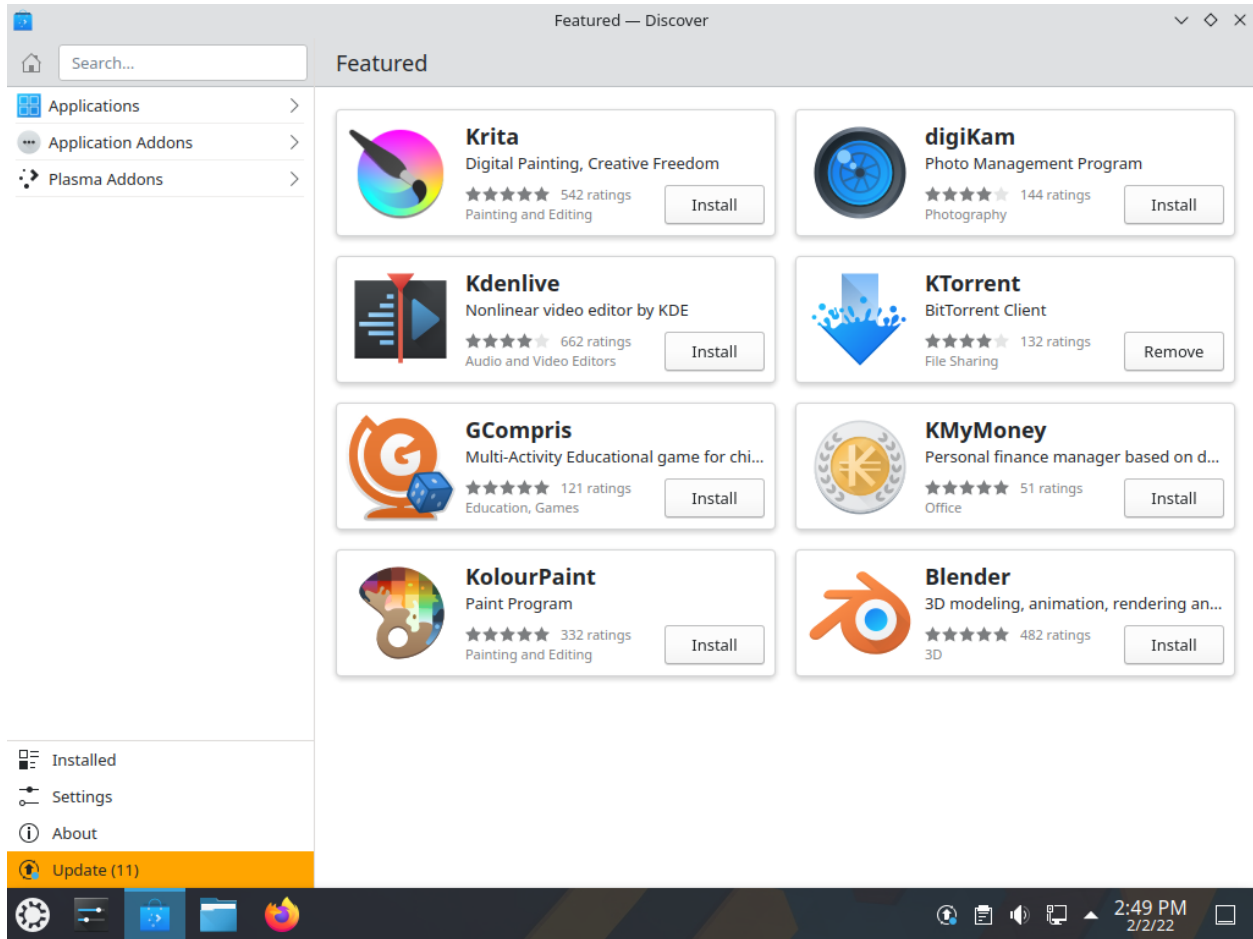 Featured — Discover
Search...
Featured
Applications
Application Addons
Plasma Addons
Krita
Digital Painting, Creative Freedom
542 ratings
Painting and Editing
Install
digiKam
Photo Management Program
144 ratings
Photography
Install
Kdenlive
Nonlinear video editor by KDE
662 ratings
Audio and Video Editors
Install
KTorrent
BitTorrent Client
132 ratings
File Sharing
Remove
GCompris
Multi-Activity Educational game for chi...
121 ratings
Education, Games
Install
KMyMoney
Personal finance manager based on d...
51 ratings
Office
Install
KolourPaint
Paint Program
332 ratings
Painting and Editing
Install
Blender
3D modeling, animation, rendering an...
482 ratings
3D
Install
Installed
Settings
About
Update (11)
2:49 PM
2/2/22